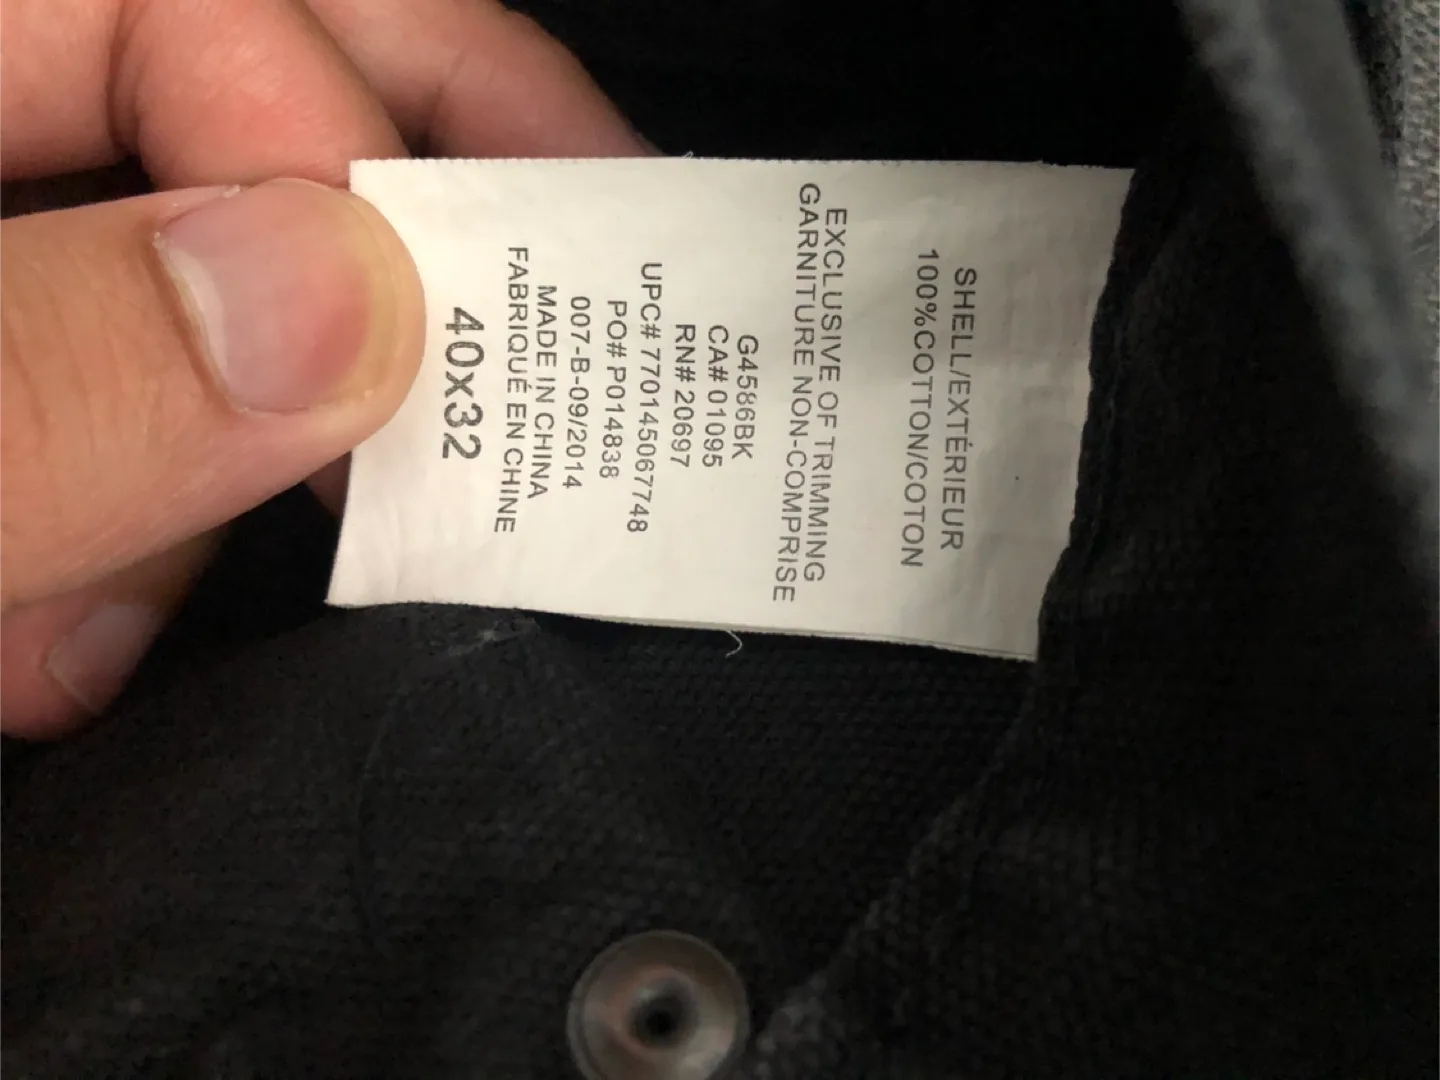 SHELL/EXTÉRIEUR
100%COTTON/COTON
EXCLUSIVE OF TRIMMING
GARNITURE NON-COMPRISE
G4586BK
CA# 01095
RN# 20697
UPC# 770145067748
PO# P014838
007-B-09/2014
MADE IN CHINA
FABRIQUÉ EN CHINE
40x32